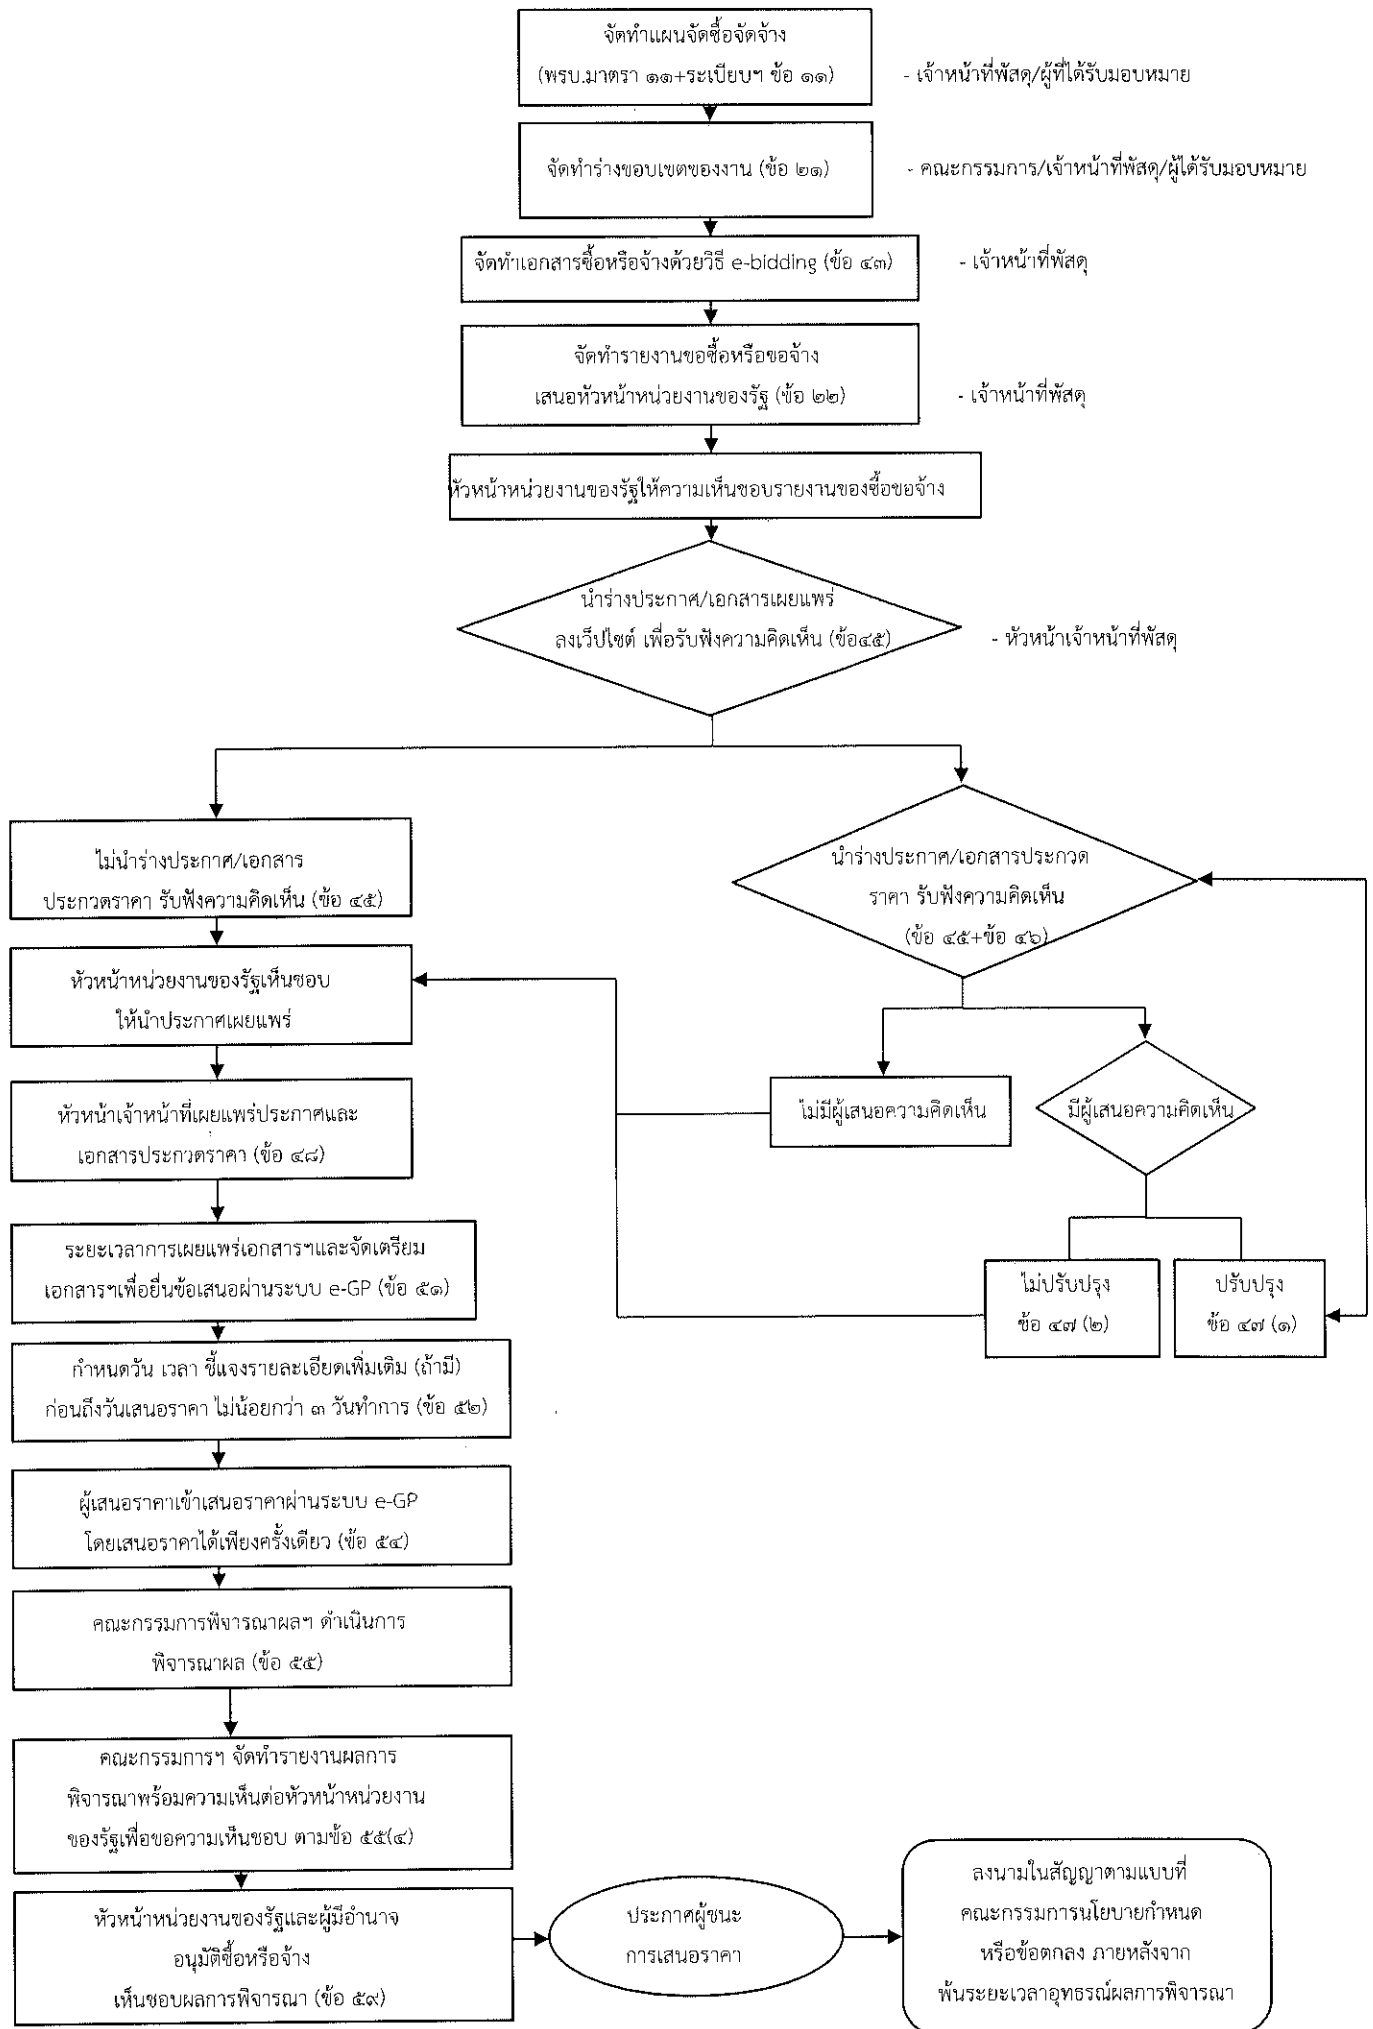 จัดทำแผนจัดซื้อจัดจ้าง
(พรบ.มาตรา ๑๑+ระเบียบฯ ข้อ ๑๑)
- เจ้าหน้าที่พัสดุ/ผู้ที่ได้รับมอบหมาย
จัดทำร่างขอบเขตของงาน (ข้อ ๒๑)
- คณะกรรมการ/เจ้าหน้าที่พัสดุ/ผู้ได้รับมอบหมาย
จัดทำเอกสารซื้อหรือจ้างด้วยวิธี e-bidding (ข้อ ๔๓)
- เจ้าหน้าที่พัสดุ
จัดทำรายงานขอซื้อหรือขอจ้าง
เสนอหัวหน้าหน่วยงานของรัฐ (ข้อ ๒๒)
- เจ้าหน้าที่พัสดุ
หัวหน้าหน่วยงานของรัฐให้ความเห็นชอบรายงานของซื้อขอจ้าง
นำร่างประกาศ/เอกสารเผยแพร่
ลงเว็ปไซต์ เพื่อรับฟังความคิดเห็น (ข้อ๔๕)
- หัวหน้าเจ้าหน้าที่พัสดุ
ไม่นำร่างประกาศ/เอกสาร
ประกวดราคา รับฟังความคิดเห็น (ข้อ ๔๕)
นำร่างประกาศ/เอกสารประกวด
ราคา รับฟังความคิดเห็น
(ข้อ ๔๕+ข้อ ๔๖)
หัวหน้าหน่วยงานของรัฐเห็นชอบ
ให้นำประกาศเผยแพร่
หัวหน้าเจ้าหน้าที่เผยแพร่ประกาศและ
เอกสารประกวดราคา (ข้อ ๔๘)
ไม่มีผู้เสนอความคิดเห็น
มีผู้เสนอความคิดเห็น
ระยะเวลาการเผยแพร่เอกสารฯและจัดเตรียม
เอกสารฯเพื่อยื่นข้อเสนอผ่านระบบ e-GP (ข้อ ๕๑)
ไม่ปรับปรุง
ข้อ ๔๗ (๒)
ปรับปรุง
ข้อ ๔๗ (๑)
กำหนดวัน เวลา ชี้แจงรายละเอียดเพิ่มเติม (ถ้ามี)
ก่อนถึงวันเสนอราคา ไม่น้อยกว่า ๓ วันทำการ (ข้อ ๕๒)
ผู้เสนอราคาเข้าเสนอราคาผ่านระบบ e-GP
โดยเสนอราคาได้เพียงครั้งเดียว (ข้อ ๕๔)
คณะกรรมการพิจารณาผลฯ ดำเนินการ
พิจารณาผล (ข้อ ๕๕)
คณะกรรมการฯ จัดทำรายงานผลการ
พิจารณาพร้อมความเห็นต่อหัวหน้าหน่วยงาน
ของรัฐเพื่อขอความเห็นชอบ ตามข้อ ๕๕(๔)
หัวหน้าหน่วยงานของรัฐและผู้มีอำนาจ
อนุมัติซื้อหรือจ้าง
เห็นชอบผลการพิจารณา (ข้อ ๕๙)
ประกาศผู้ชนะ
การเสนอราคา
ลงนามในสัญญาตามแบบที่
คณะกรรมการนโยบายกำหนด
หรือข้อตกลง ภายหลังจาก
พ้นระยะเวลาอุทธรณ์ผลการพิจารณา